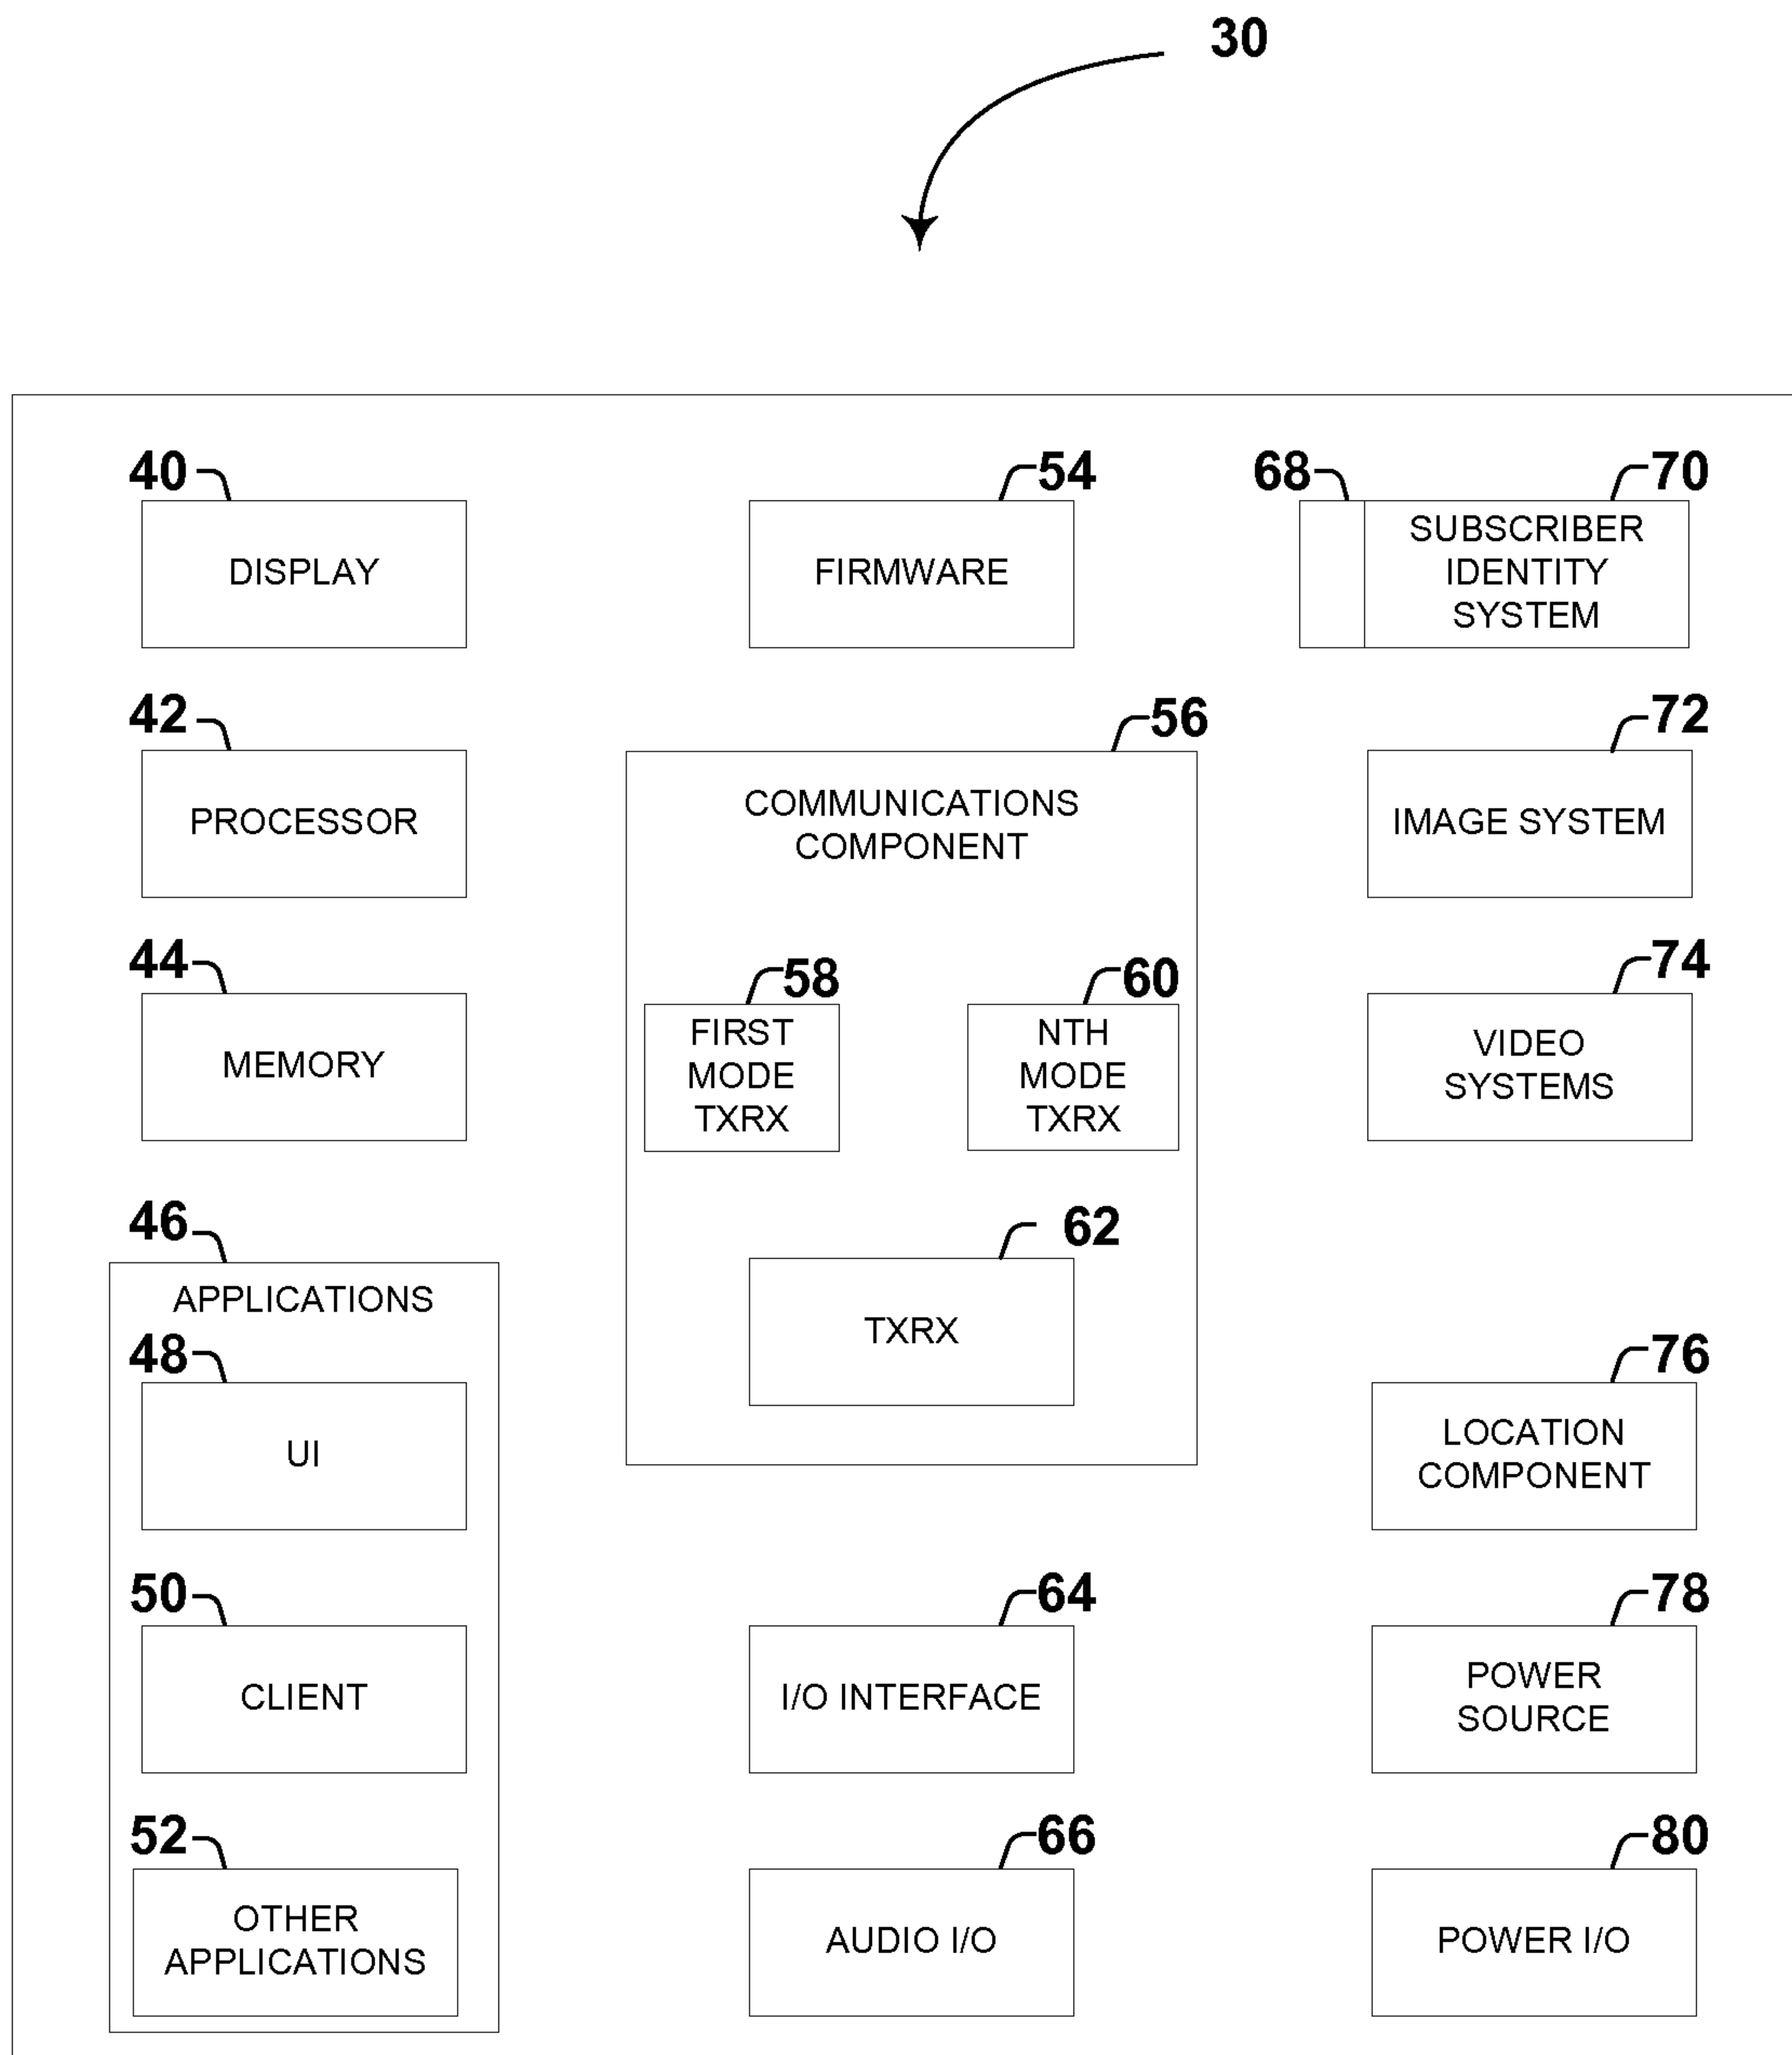 30
40
DISPLAY
42
PROCESSOR
44
MEMORY
46
APPLICATIONS
48
UI
50
CLIENT
52
OTHER
APPLICATIONS
54
FIRMWARE
56
COMMUNICATIONS
COMPONENT
58
FIRST
MODE
TXRX
60
NTH
MODE
TXRX
62
TXRX
64
I/O INTERFACE
66
AUDIO I/O
68
70
SUBSCRIBER
IDENTITY
SYSTEM
72
IMAGE SYSTEM
74
VIDEO
SYSTEMS
76
LOCATION
COMPONENT
78
POWER
SOURCE
80
POWER I/O